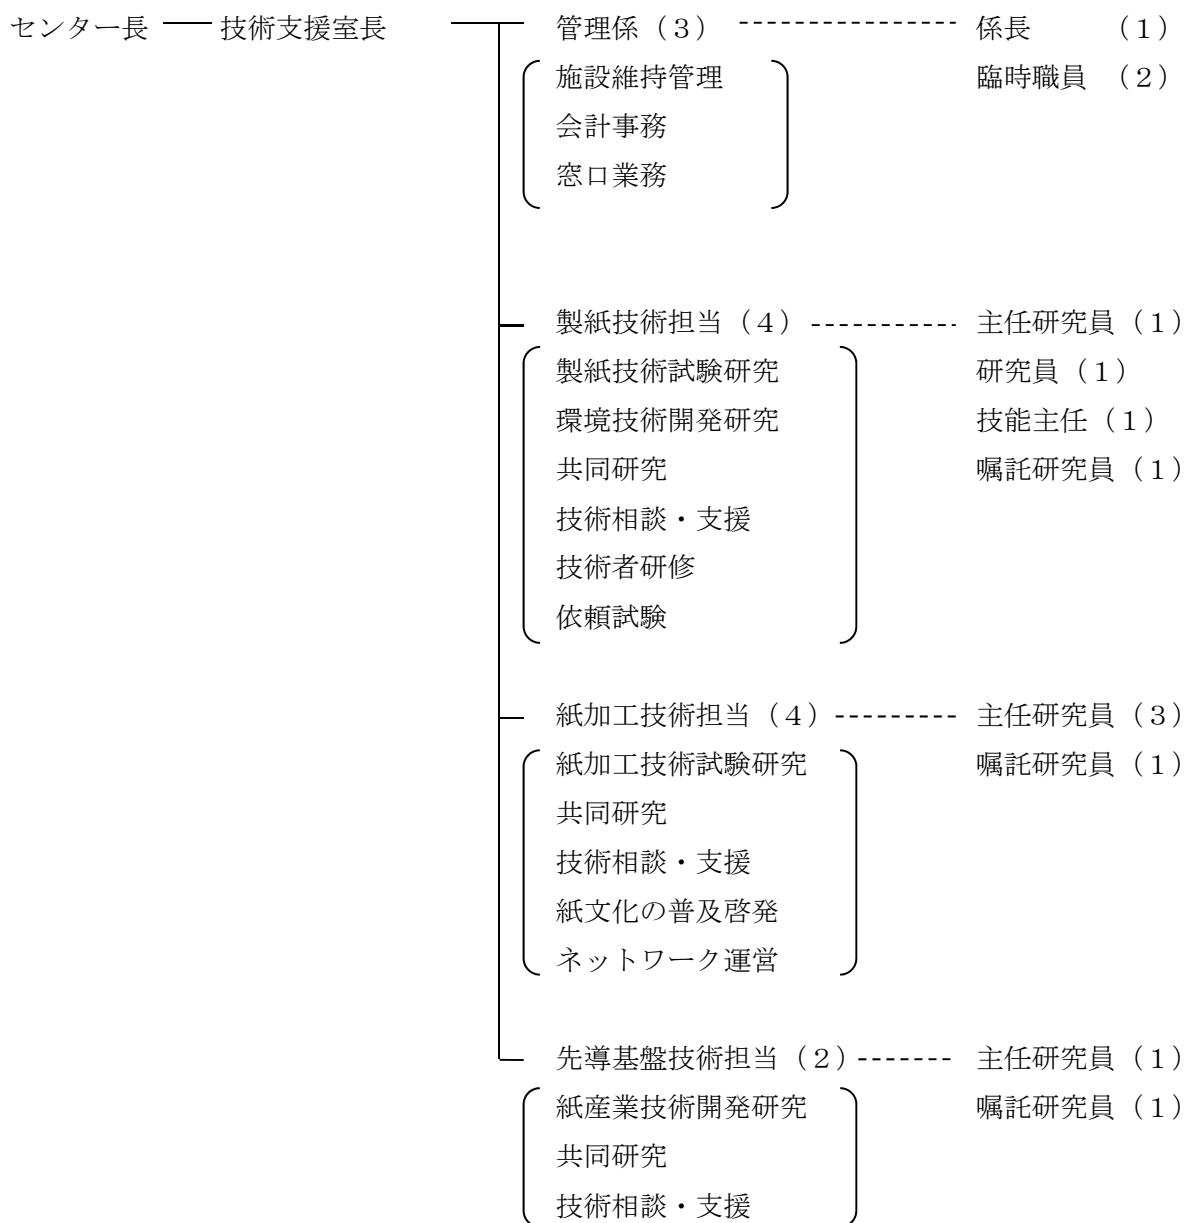 センター長 技術支援室長 管理係（３） 係長 （１）
施設維持管理 臨時職員 （２）
会計事務
窓口業務
製紙技術担当（４） 主任研究員（１）
製紙技術試験研究 研究員（１）
環境技術開発研究 技能主任（１）
共同研究 嘱託研究員（１）
技術相談・支援
技術者研修
依頼試験
紙加工技術担当（４） 主任研究員（３）
紙加工技術試験研究 嘱託研究員（１）
共同研究
技術相談・支援
紙文化の普及啓発
ネットワーク運営
先導基盤技術担当（２） 主任研究員（１）
紙産業技術開発研究 嘱託研究員（１）
共同研究
技術相談・支援